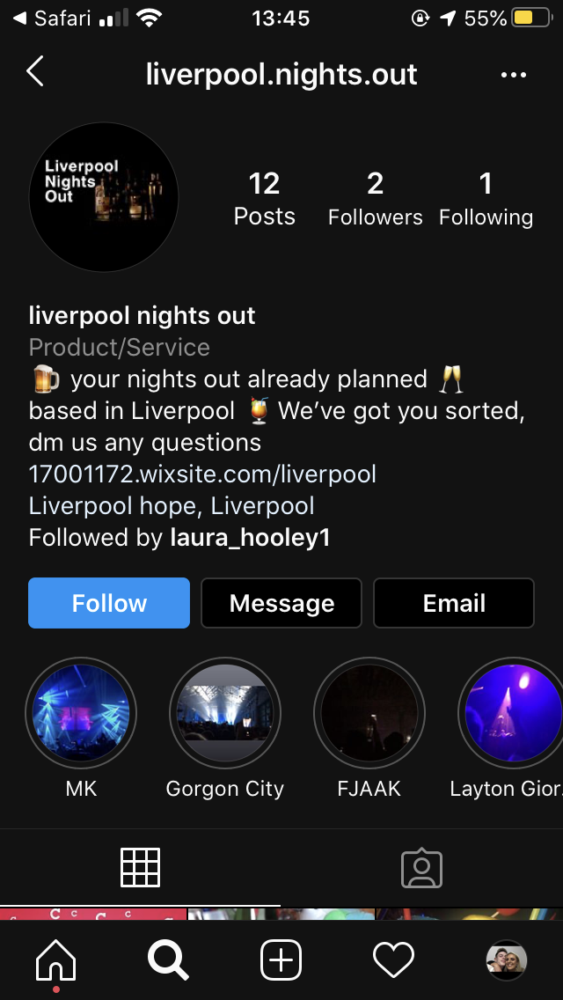 Safari 13:45 55%
liverpool.nights.out
Liverpool
Nights
Out
12 2 1
Posts Followers Following
liverpool nights out
Product/Service
🍺 your nights out already planned 🥂
based in Liverpool 🍹 We’ve got you sorted,
dm us any questions
17001172.wixsite.com/liverpool
Liverpool hope, Liverpool
Followed by laura_hooley1
Follow Message Email
MK Gorgon City FJAAK Layton Gior.
C c C c